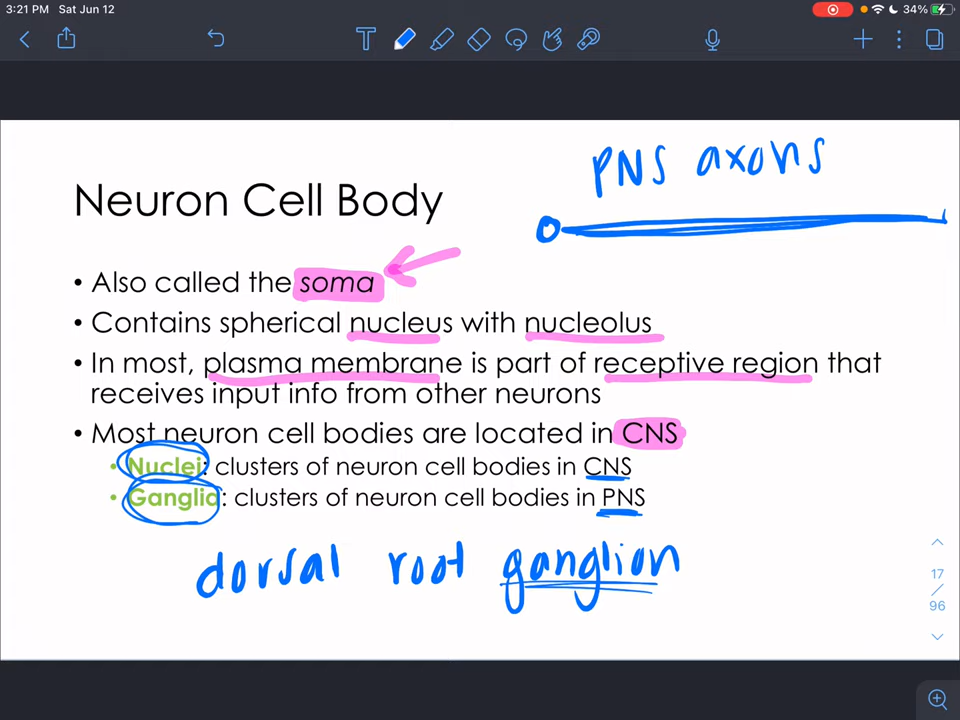 3:21 PM Sat Jun 12
34%
PNS axons
Neuron Cell Body
• Also called the soma
• Contains spherical nucleus with nucleolus
• In most, plasma membrane is part of receptive region that
receives input info from other neurons
• Most neuron cell bodies are located in CNS
• Nuclei: clusters of neuron cell bodies in CNS
• Ganglia: clusters of neuron cell bodies in PNS
dorsal root ganglion
17
/
96